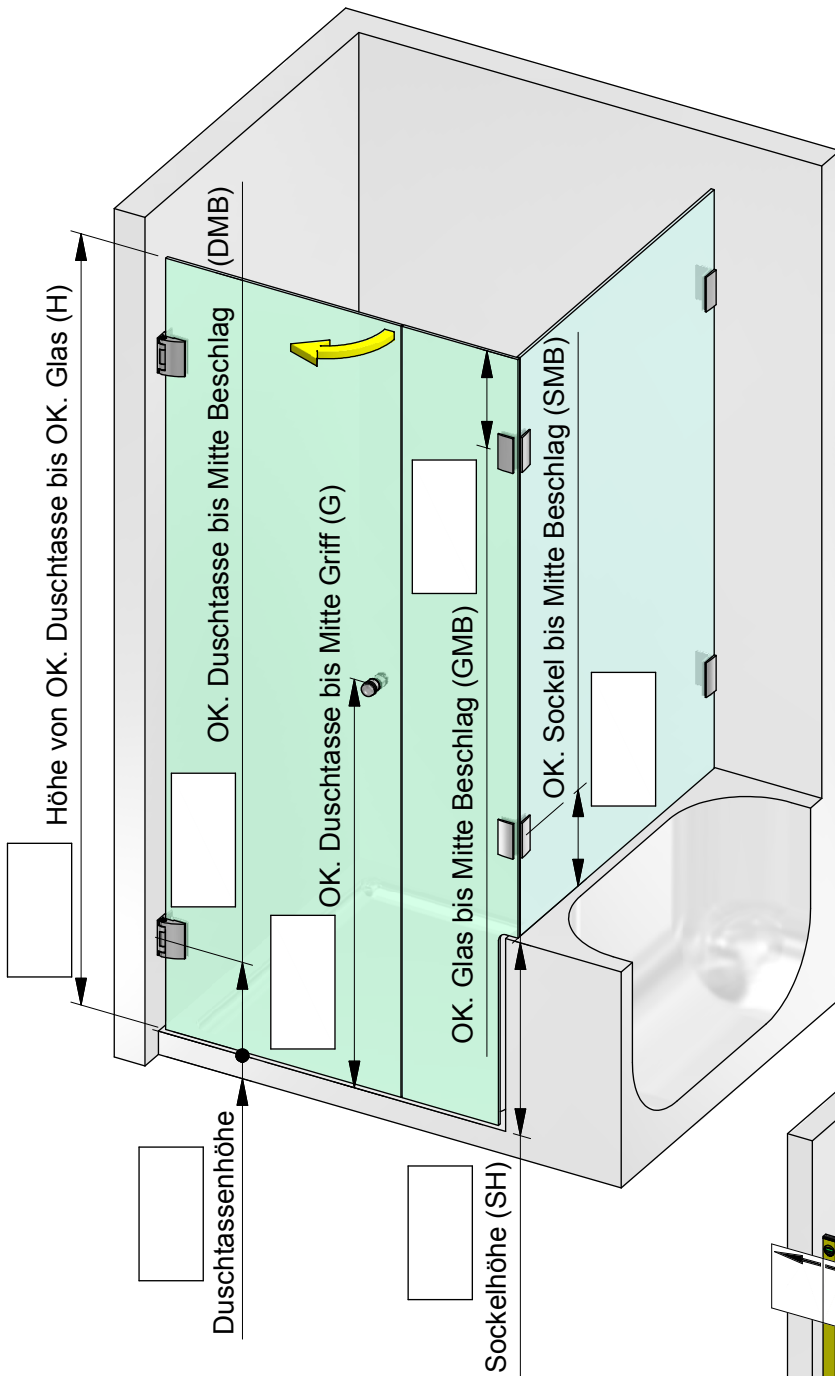 Höhe von OK. Duschtasse bis OK. Glas (H)
OK. Duschtasse bis Mitte Beschlag (DMB)
OK. Duschtasse bis Mitte Griff (G)
OK. Glas bis Mitte Beschlag (GMB)
OK. Sockel bis Mitte Beschlag (SMB)
Duschtassenhöhe
Sockelhöhe (SH)